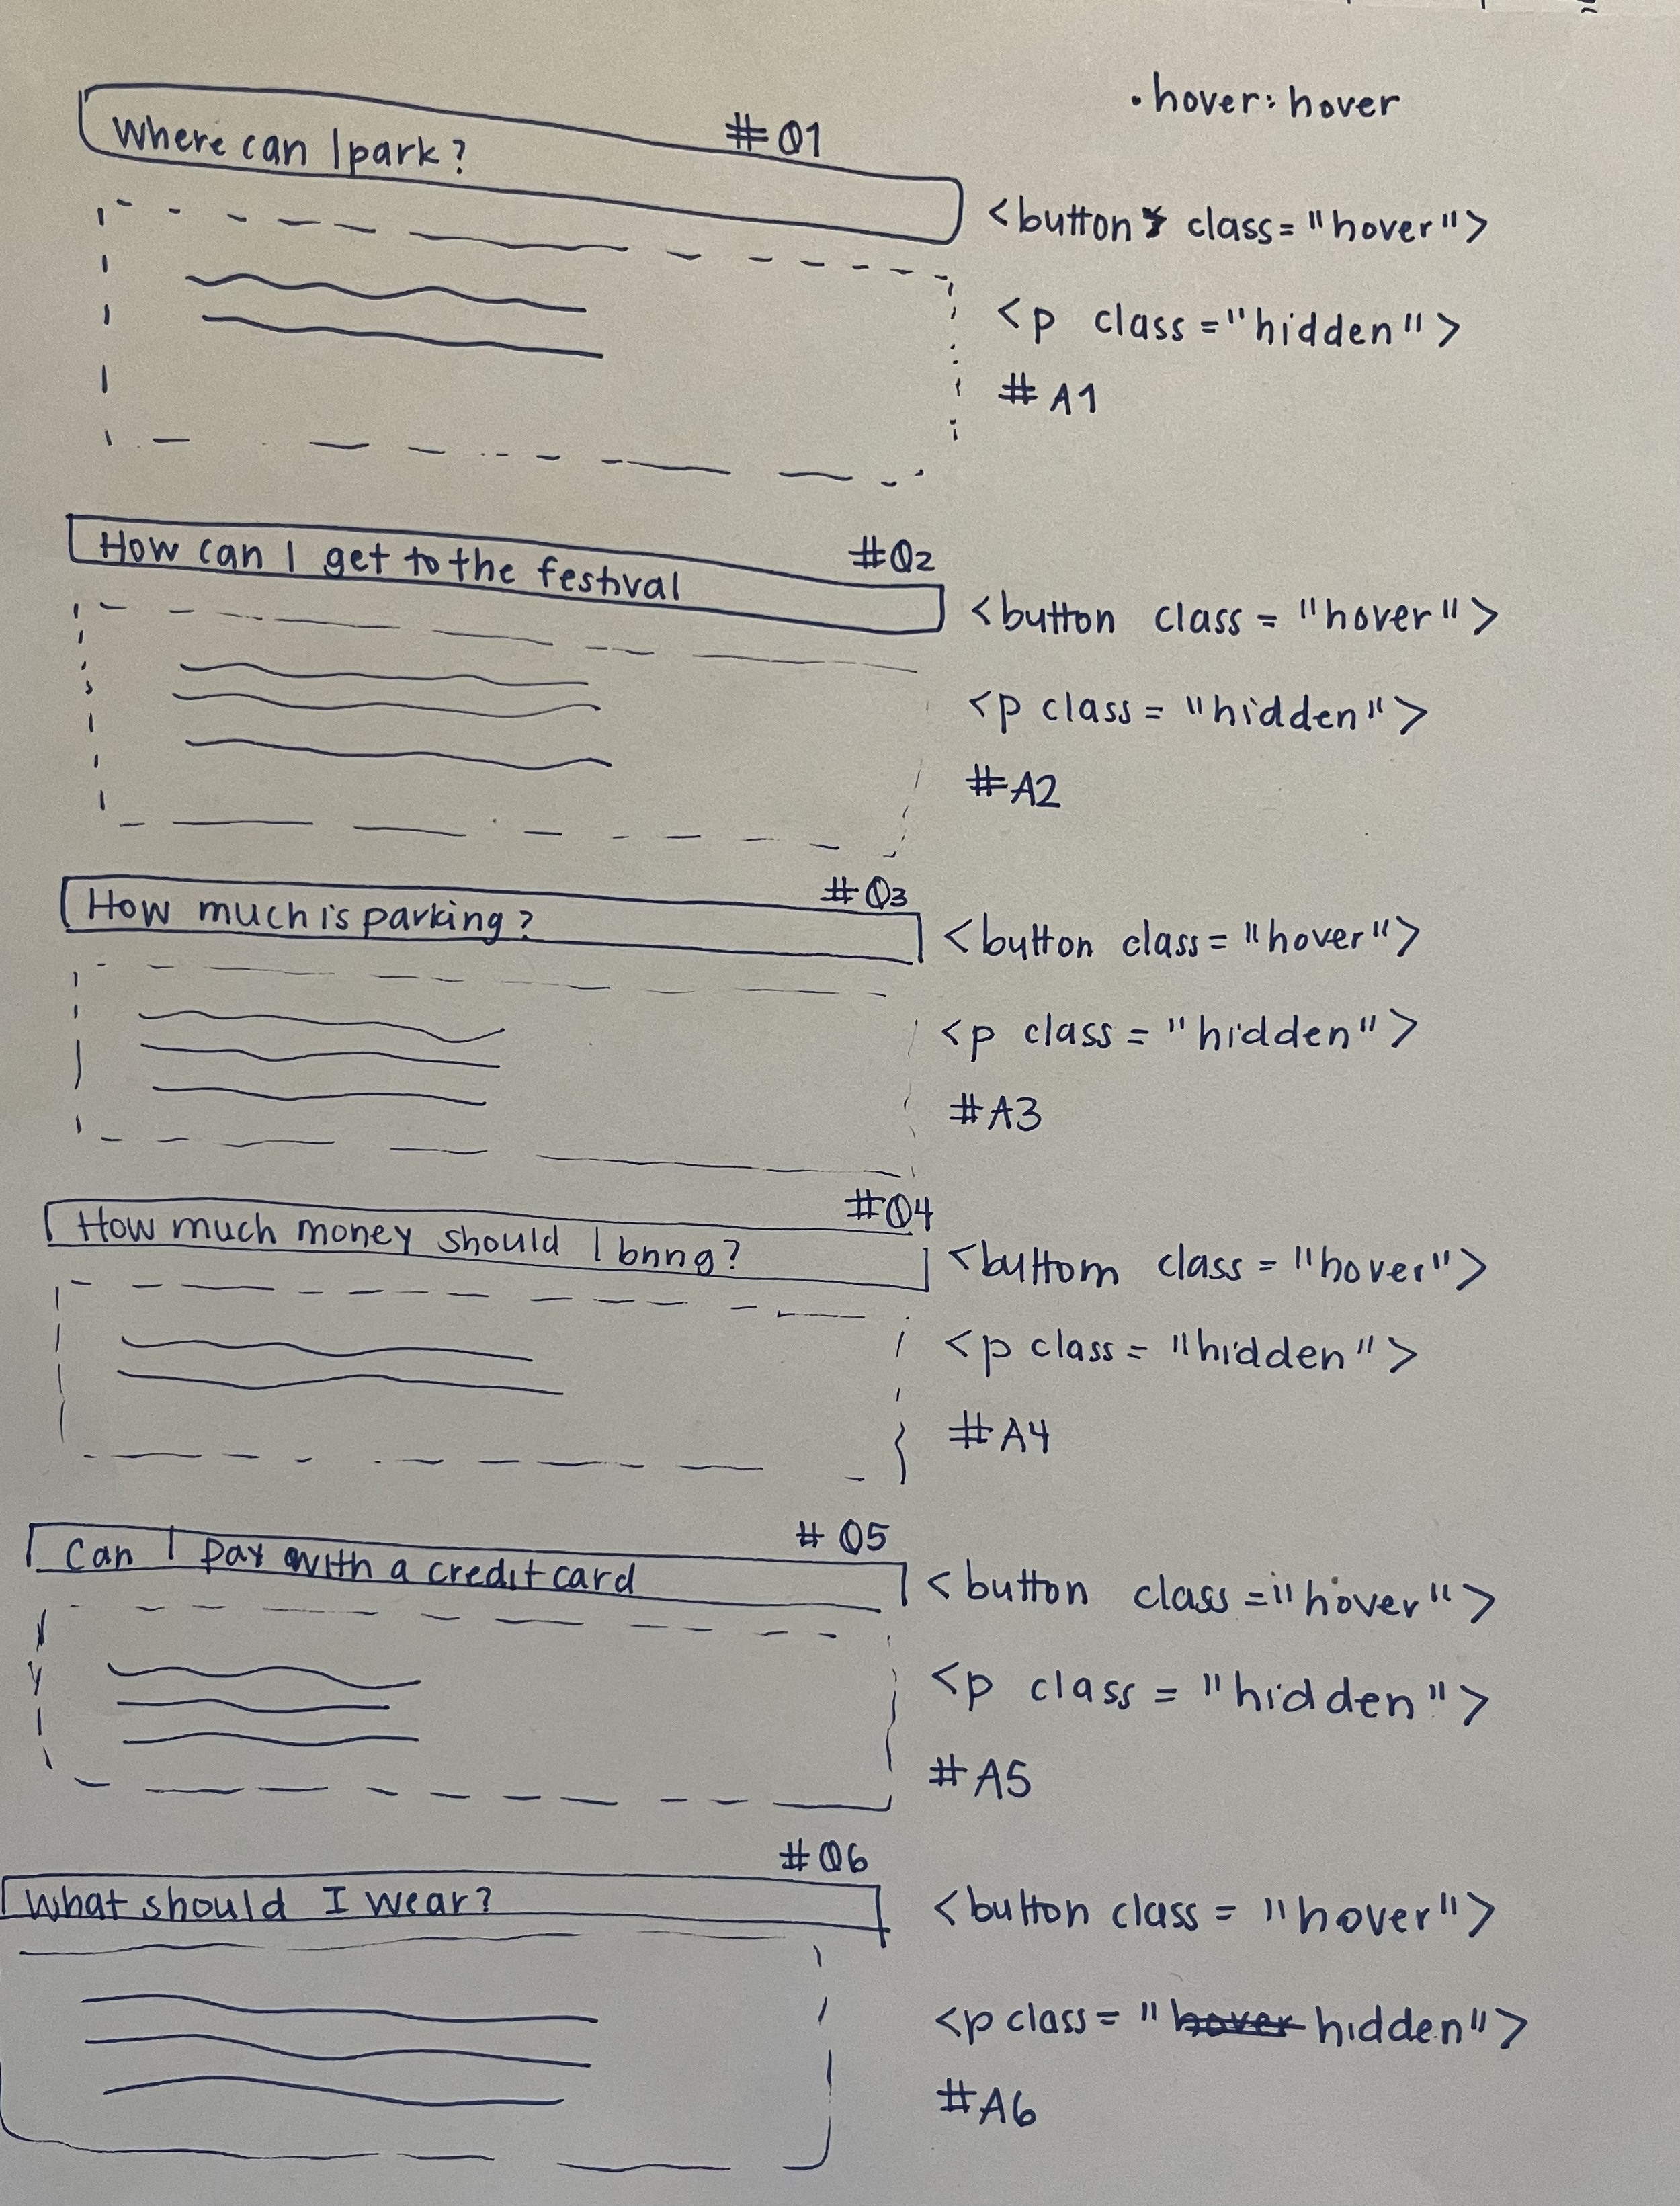 .hover:hover
Where can I park?
#Q1
<button class="hover">
<p class="hidden">
#A1
How can I get to the festival
#Q2
<button class="hover">
<p class="hidden">
#A2
How much is parking?
#Q3
<button class="hover">
<p class="hidden">
#A3
How much money should I bring?
#Q4
<buttom class="hover">
<p class="hidden">
#A4
Can I pay with a credit card
#Q5
<button class="hover">
<p class="hidden">
#A5
What should I wear?
#Q6
<button class="hover">
<p class="hover hidden">
#A6